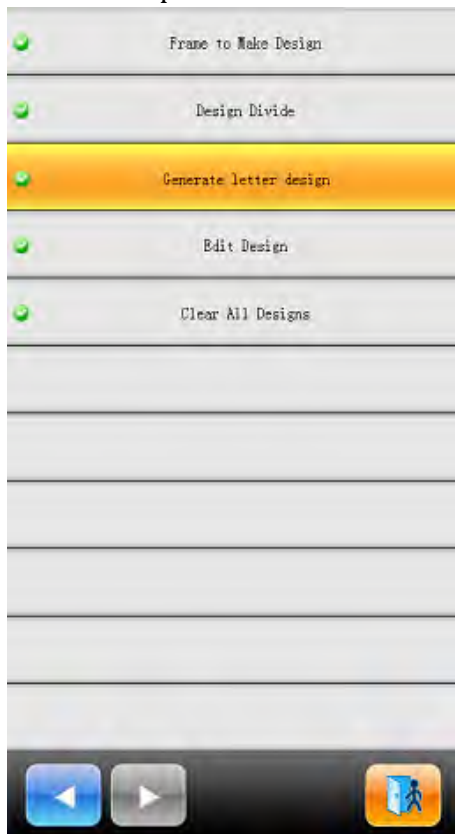 Frame to Make Design
Design Divide
Generate letter design
Edit Design
Clear All Designs